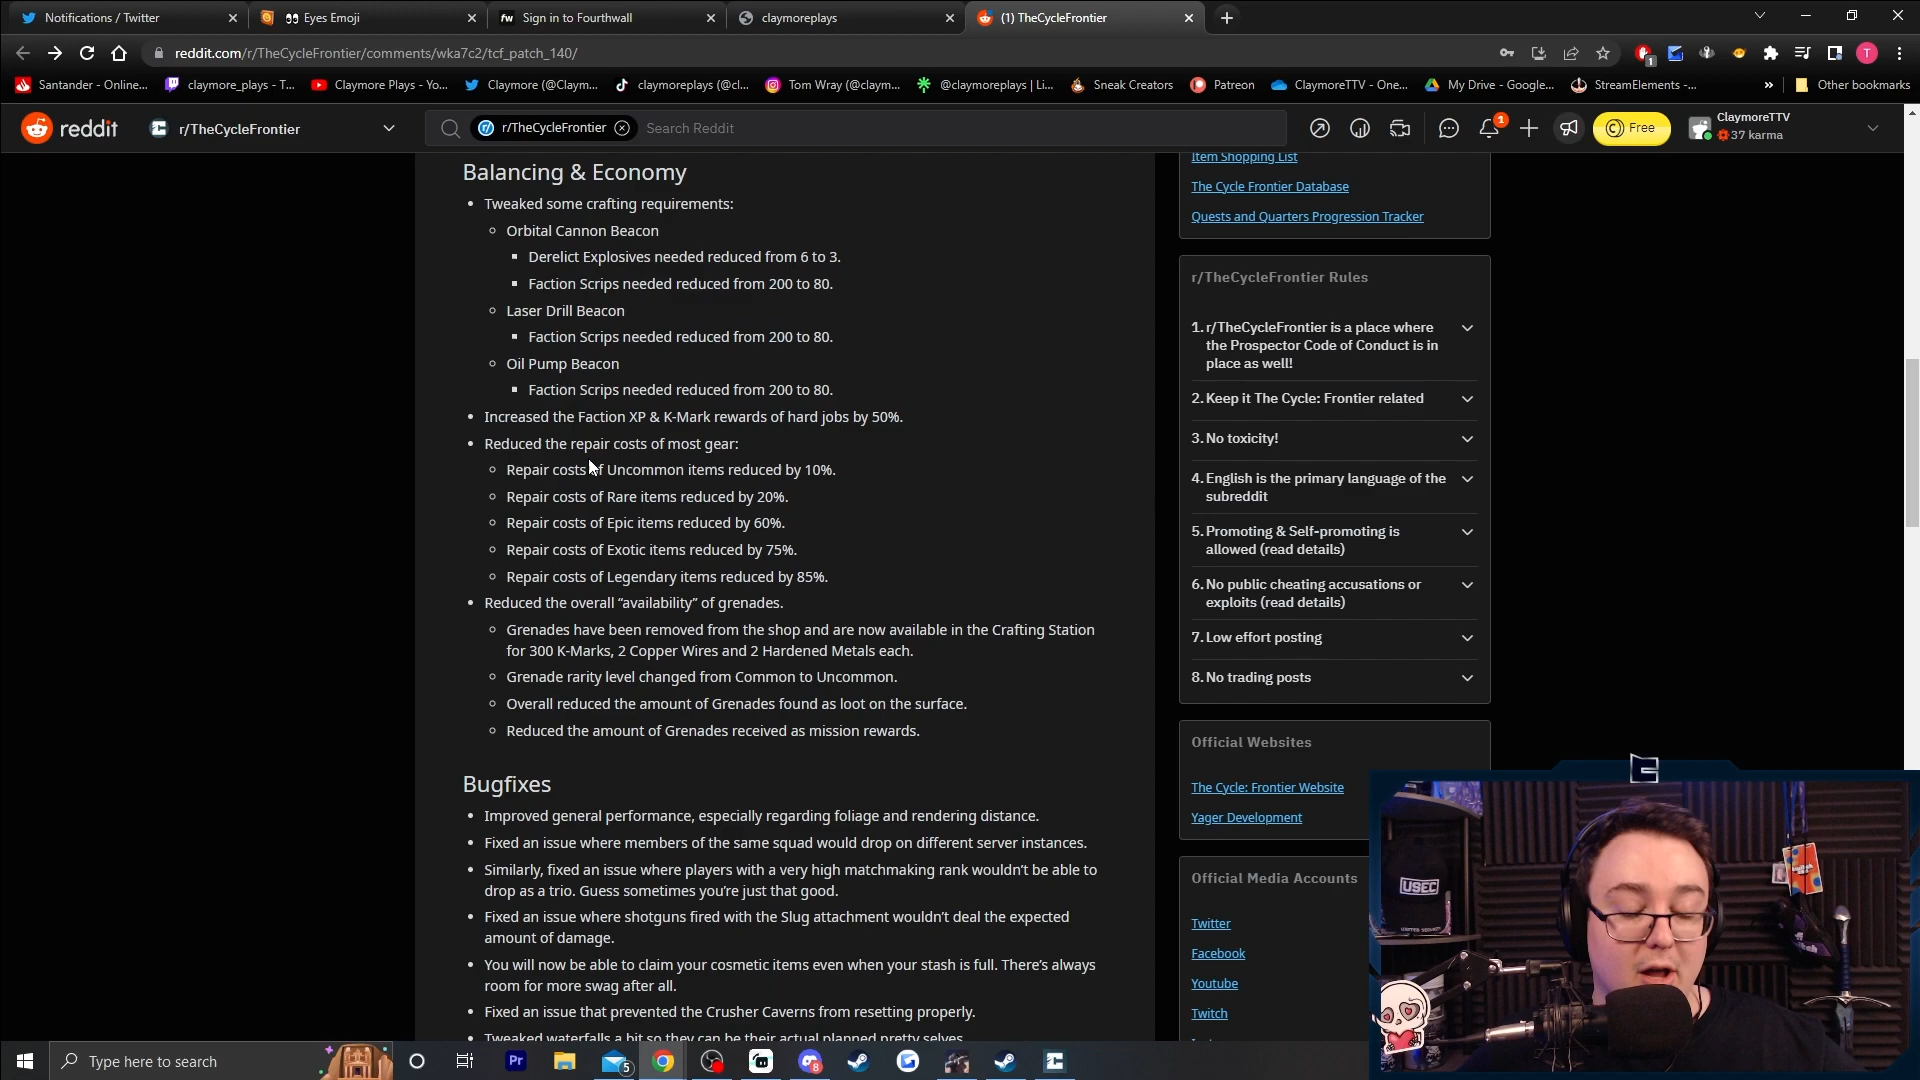 Notifications / Twitter
Eyes Emoji
Sign in to Fourthwall
claymoreplays
(1) TheCycleFrontier
reddit.com/r/TheCycleFrontier/comments/wka7c2/tcf_patch_140/
Santander - Online...
claymore_plays - T...
Claymore Plays - Yo...
Claymore (@Claym...
claymoreplays (@cl...
Tom Wray (@claym...
@claymoreplays | Li...
Sneak Creators
Patreon
ClaymoreTTV - One...
My Drive - Google...
StreamElements -...
Other bookmarks
reddit
r/TheCycleFrontier
r/TheCycleFrontier
Search Reddit
1
Free
ClaymoreTTV
37 karma
Balancing & Economy
• Tweaked some crafting requirements:
Orbital Cannon Beacon
Derelict Explosives needed reduced from 6 to 3.
Faction Scrips needed reduced from 200 to 80.
Laser Drill Beacon
Faction Scrips needed reduced from 200 to 80.
Oil Pump Beacon
Faction Scrips needed reduced from 200 to 80.
• Increased the Faction XP & K-Mark rewards of hard jobs by 50%.
• Reduced the repair costs of most gear:
Repair costs of Uncommon items reduced by 10%.
Repair costs of Rare items reduced by 20%.
Repair costs of Epic items reduced by 60%.
Repair costs of Exotic items reduced by 75%.
Repair costs of Legendary items reduced by 85%.
• Reduced the overall “availability” of grenades.
Grenades have been removed from the shop and are now available in the Crafting Station
for 300 K-Marks, 2 Copper Wires and 2 Hardened Metals each.
Grenade rarity level changed from Common to Uncommon.
Overall reduced the amount of Grenades found as loot on the surface.
Reduced the amount of Grenades received as mission rewards.
Bugfixes
• Improved general performance, especially regarding foliage and rendering distance.
• Fixed an issue where members of the same squad would drop on different server instances.
• Similarly, fixed an issue where players with a very high matchmaking rank wouldn’t be able to
drop as a trio. Guess sometimes you’re just that good.
• Fixed an issue where shotguns fired with the Slug attachment wouldn’t deal the expected
amount of damage.
• You will now be able to claim your cosmetic items even when your stash is full. There’s always
room for more swag after all.
• Fixed an issue that prevented the Crusher Caverns from resetting properly.
• Tweaked waterfalls a bit so they can be their actual planned pretty selves.
Item Shopping List
The Cycle Frontier Database
Quests and Quarters Progression Tracker
r/TheCycleFrontier Rules
1. r/TheCycleFrontier is a place where
the Prospector Code of Conduct is in
place as well!
2. Keep it The Cycle: Frontier related
3. No toxicity!
4. English is the primary language of the
subreddit
5. Promoting & Self-promoting is
allowed (read details)
6. No public cheating accusations or
exploits (read details)
7. Low effort posting
8. No trading posts
Official Websites
The Cycle: Frontier Website
Yager Development
Official Media Accounts
Twitter
Facebook
Youtube
Twitch
USEC
Type here to search
Pr
5
8